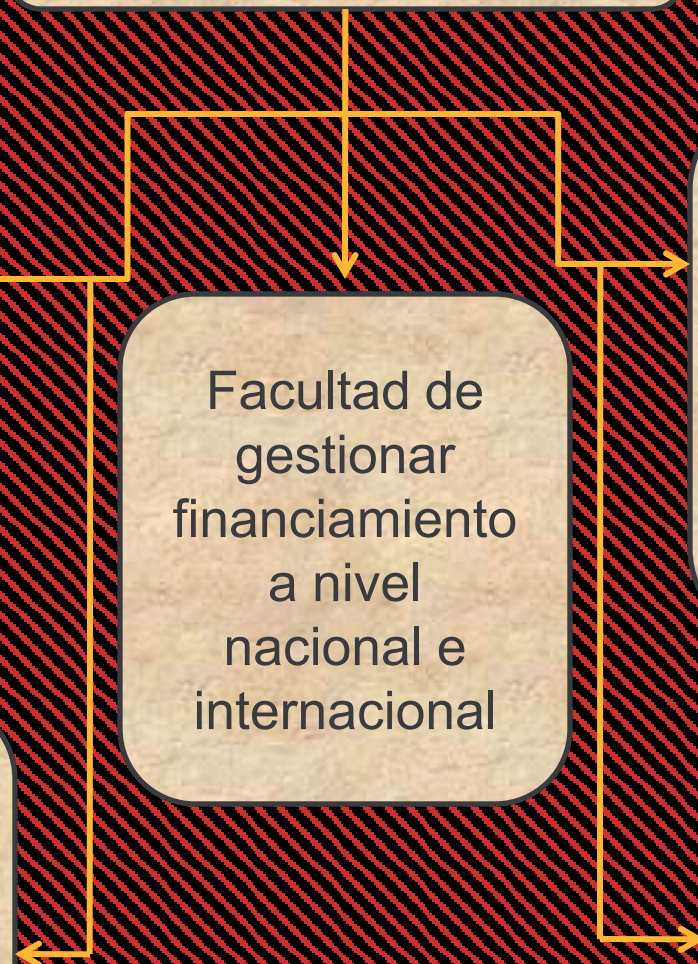 Facultad de
gestionar
financiamiento
a nivel
nacional e
internacional